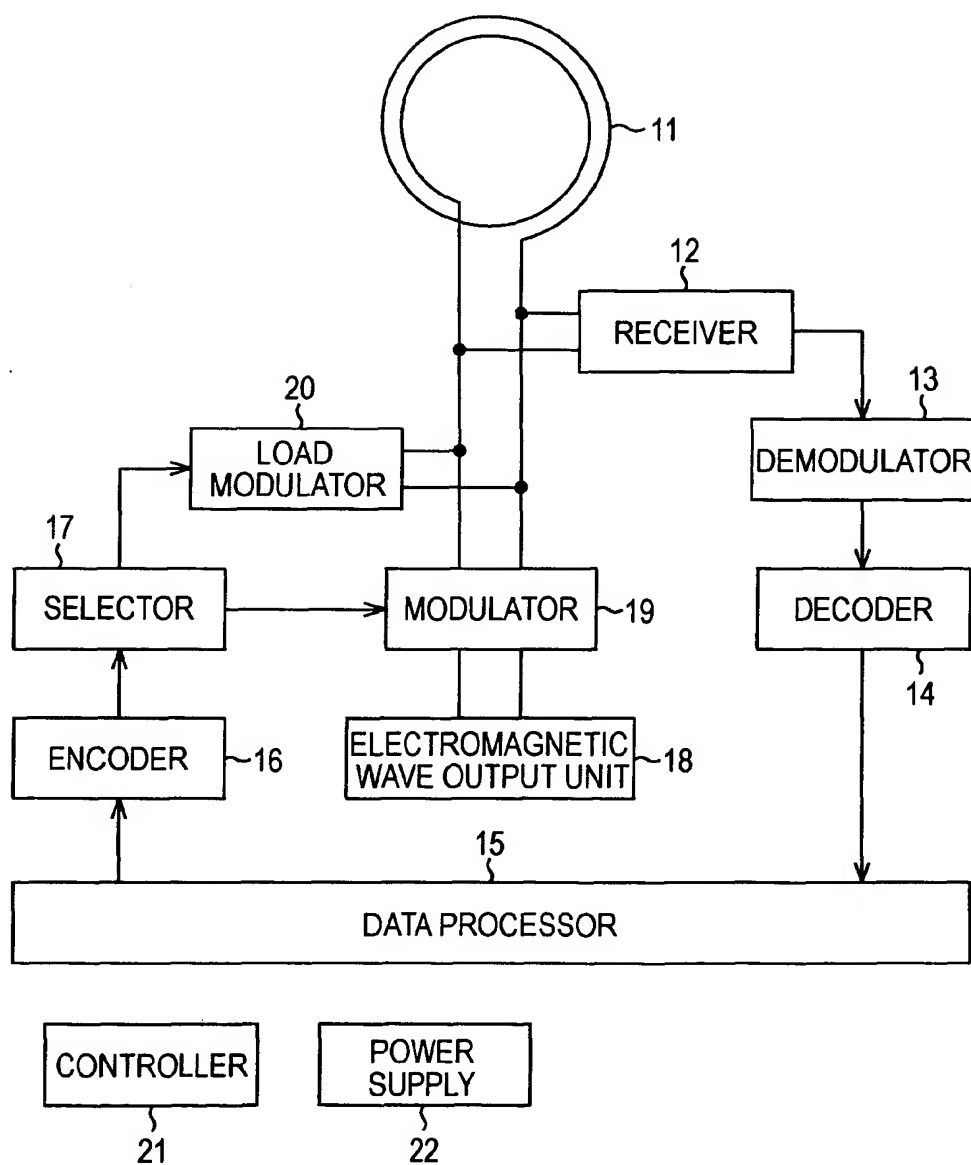 11
12
RECEIVER
13
DEMODULATOR
20
LOAD
MODULATOR
17
SELECTOR
MODULATOR
19
DECODER
14
ENCODER
16
ELECTROMAGNETIC
WAVE OUTPUT UNIT
18
15
DATA PROCESSOR
CONTROLLER
21
POWER
SUPPLY
22